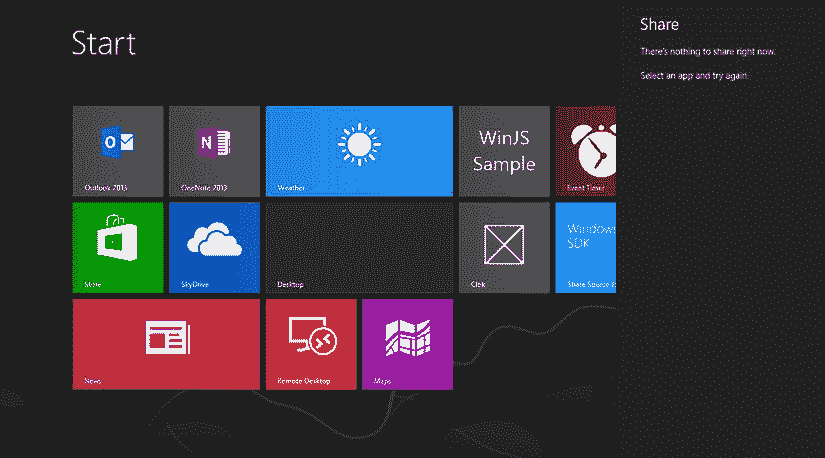 Start
Share
There's nothing to share right now.
Select an app and try again.
Outlook 2013
OneNote 2013
Weather
WinJS
Sample
Event Timer
Store
SkyDrive
Desktop
Clok
Windows
SDK
Share Source
News
Remote Desktop
Maps